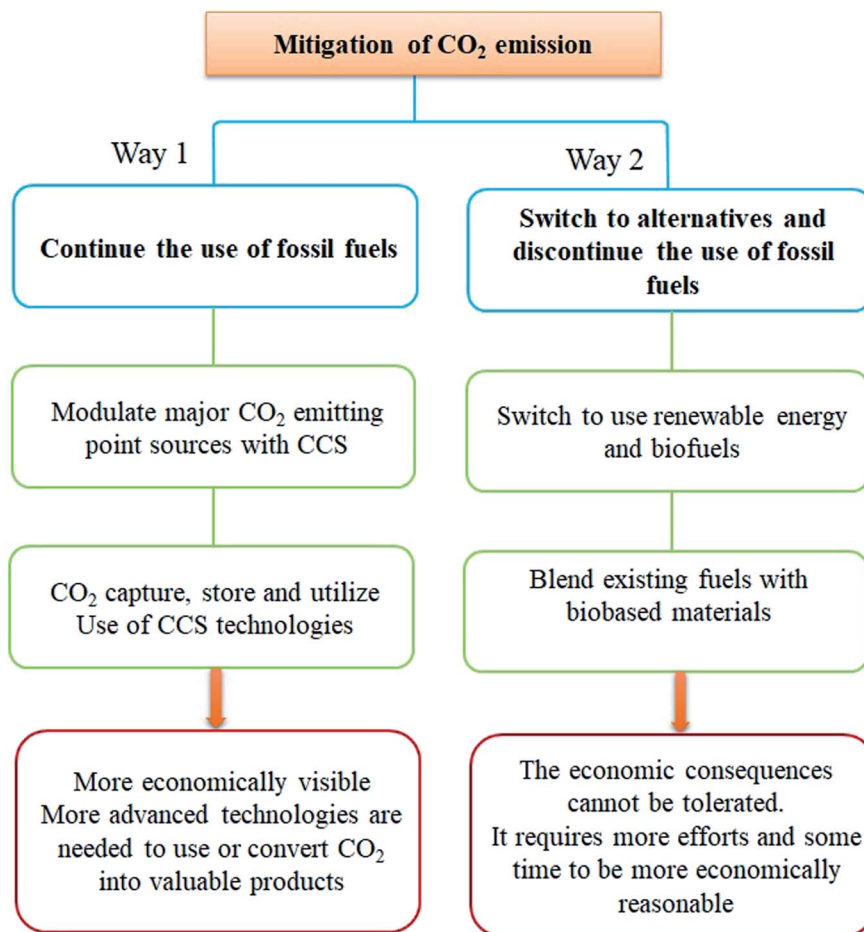 Mitigation of CO₂ emission
Way 1
Continue the use of fossil fuels
Modulate major CO₂ emitting
point sources with CCS
CO₂ capture, store and utilize
Use of CCS technologies
More economically visible
More advanced technologies are
needed to use or convert CO₂
into valuable products
Way 2
Switch to alternatives and
discontinue the use of fossil
fuels
Switch to use renewable energy
and biofuels
Blend existing fuels with
biobased materials
The economic consequences
cannot be tolerated.
It requires more efforts and some
time to be more economically
reasonable